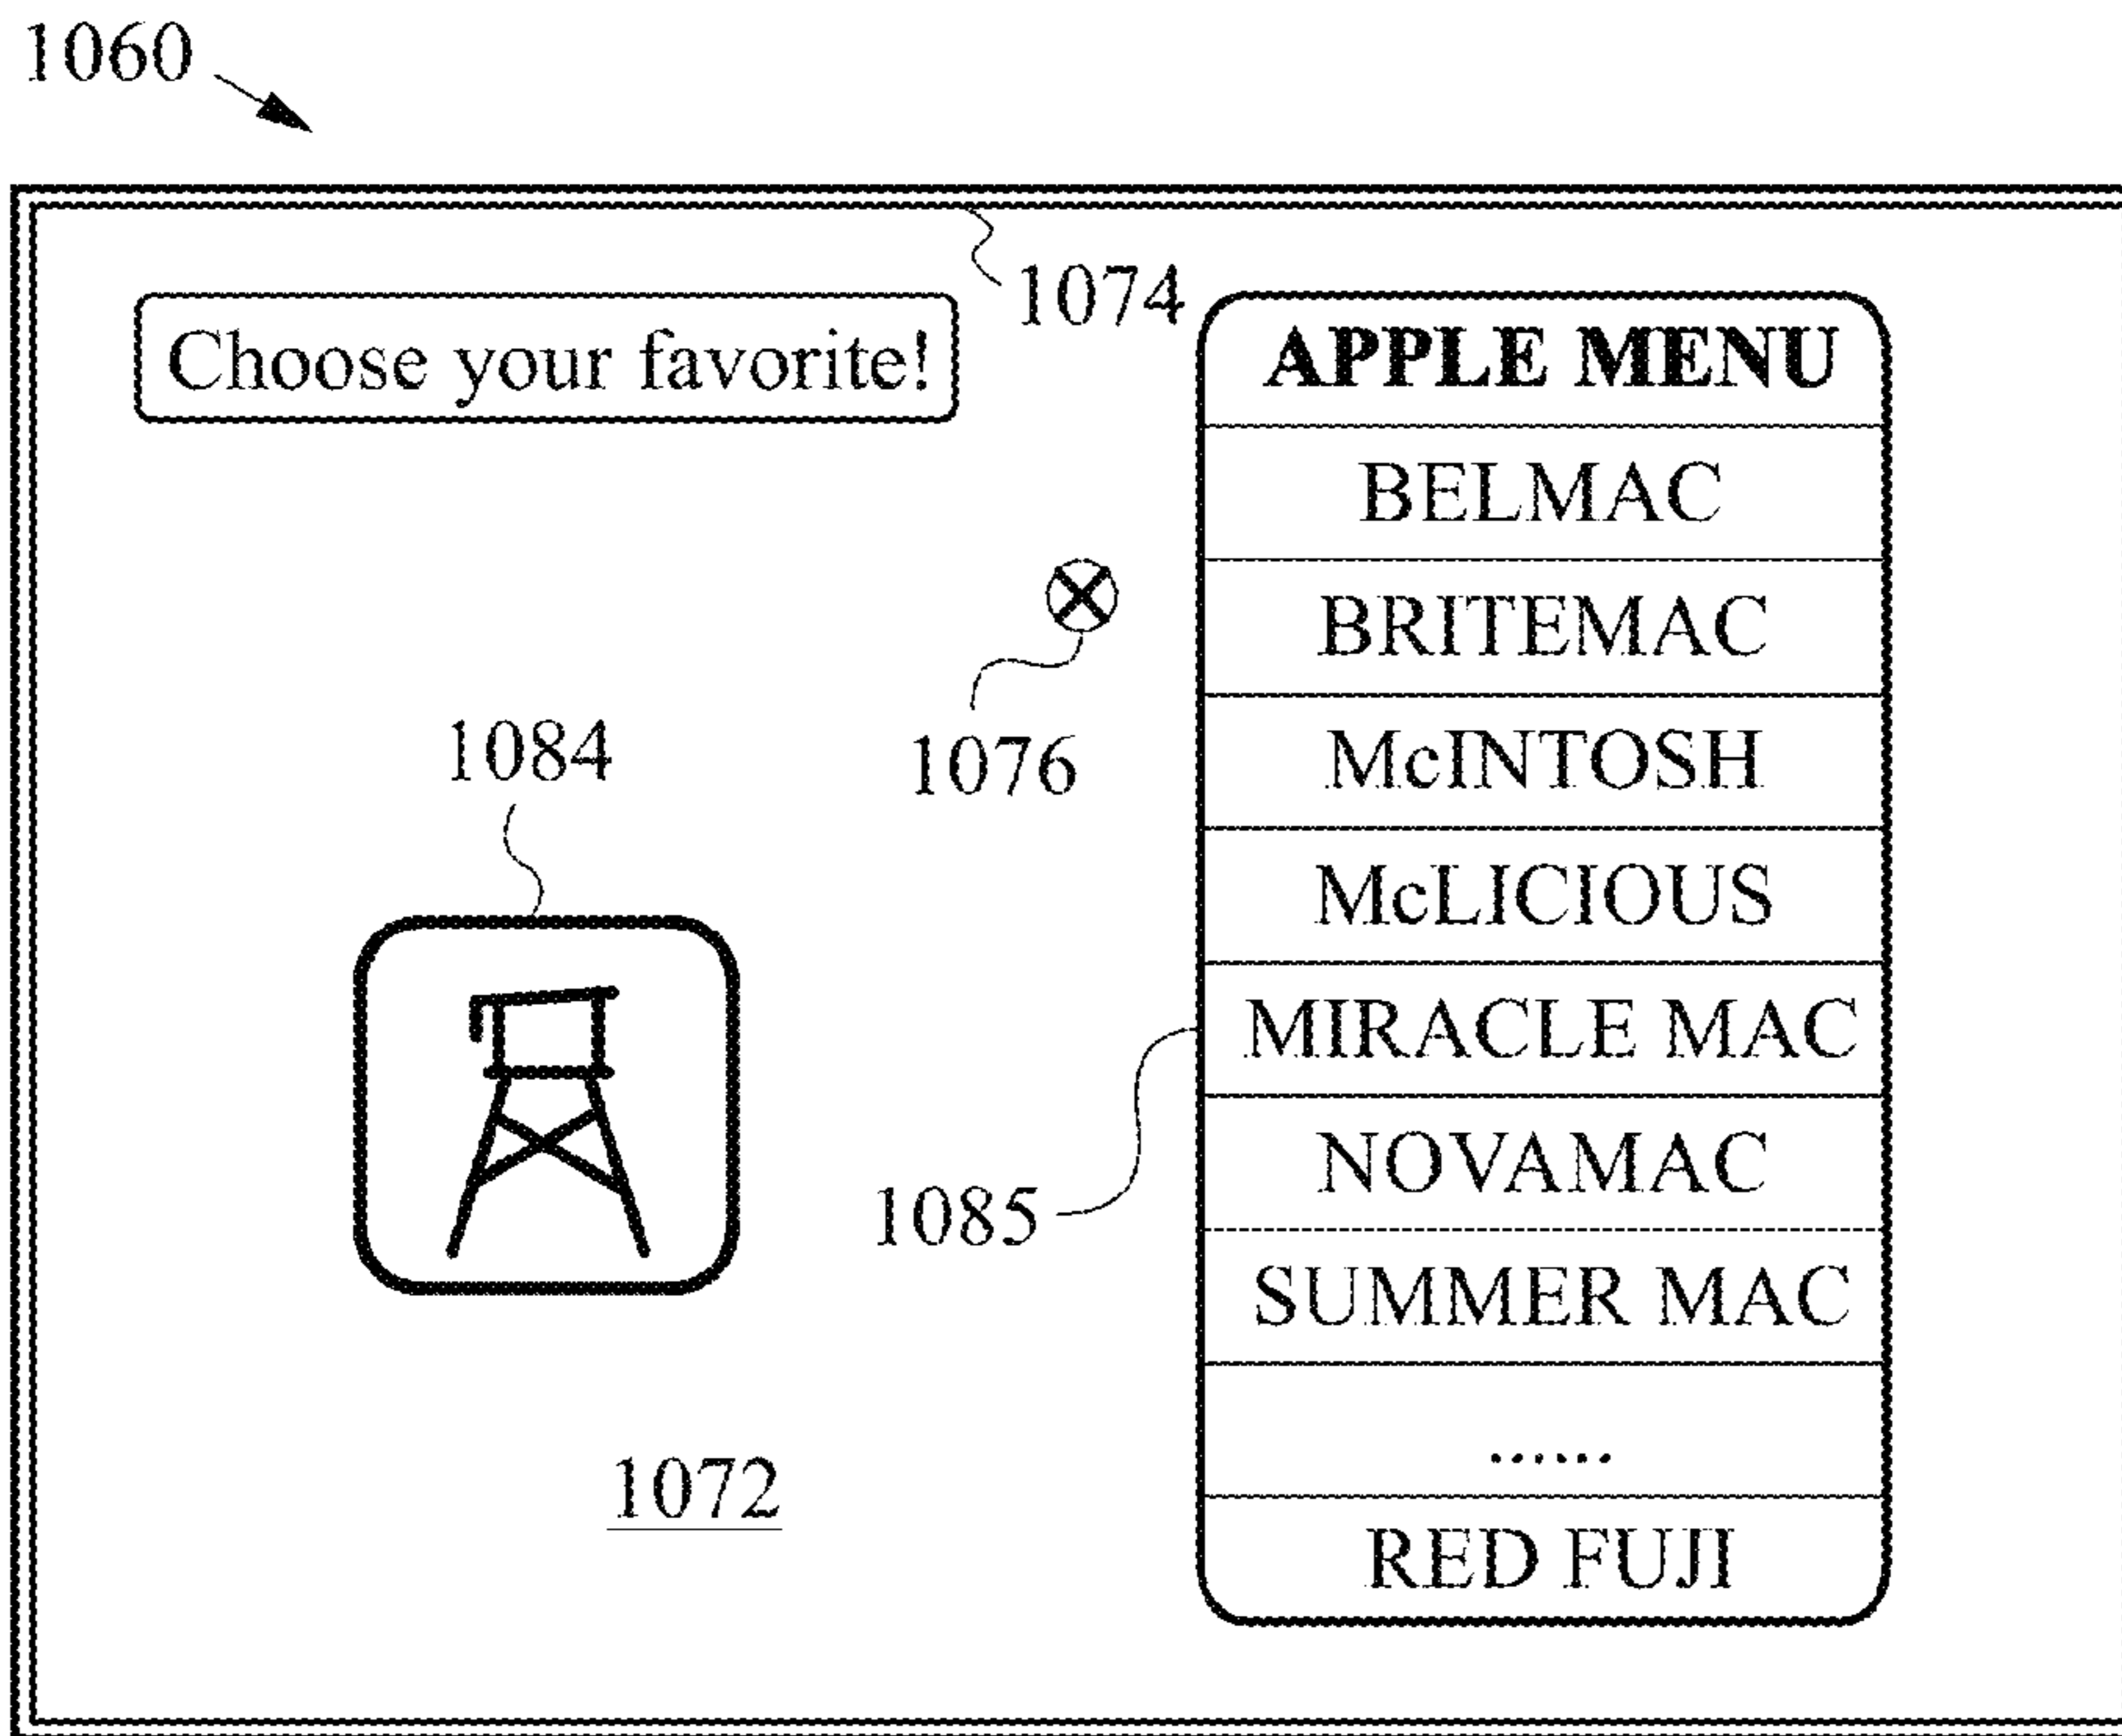 1060
1074
Choose your favorite!
APPLE MENU
BELMAC
BRITEMAC
1076
McINTOSH
1084
McLICIOUS
MIRACLE MAC
1085
NOVAMAC
SUMMER MAC
......
1072
RED FUJI